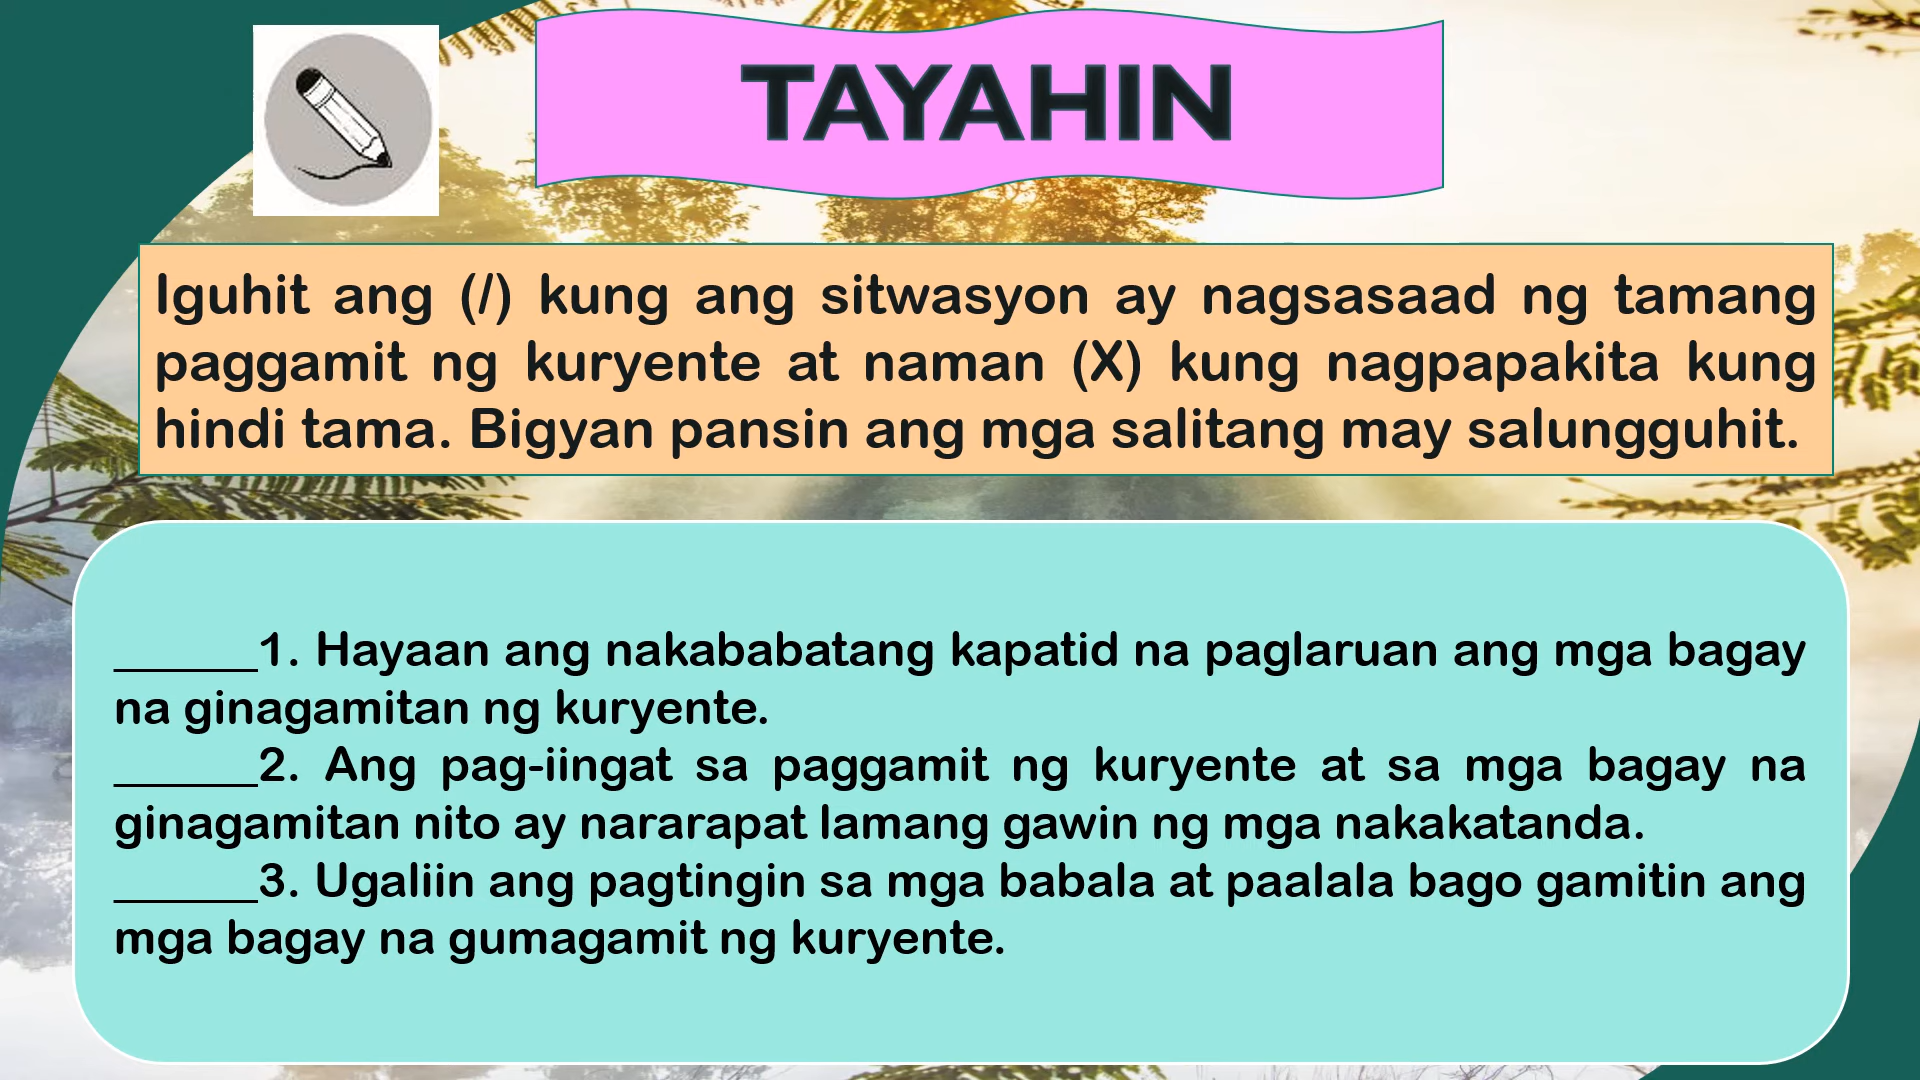 TAYAHIN
Iguhit ang (/) kung ang sitwasyon ay nagsasaad ng tamang
paggamit ng kuryente at naman (X) kung nagpapakita kung
hindi tama. Bigyan pansin ang mga salitang may salungguhit.
______1. Hayaan ang nakababatang kapatid na paglaruan ang mga bagay
na ginagamitan ng kuryente.
______2. Ang pag-iingat sa paggamit ng kuryente at sa mga bagay na
ginagamitan nito ay nararapat lamang gawin ng mga nakakatanda.
______3. Ugaliin ang pagtingin sa mga babala at paalala bago gamitin ang
mga bagay na gumagamit ng kuryente.